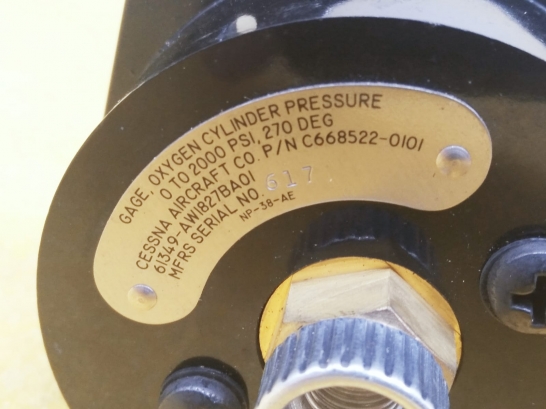 GAGE, OXYGEN CYLINDER PRESSURE
0 TO 2000 PSI, 270 DEG
CESSNA AIRCRAFT CO. P/N C668522-0101
61349-AW1827BA01
MFRS SERIAL NO. 617
NP-38-AE